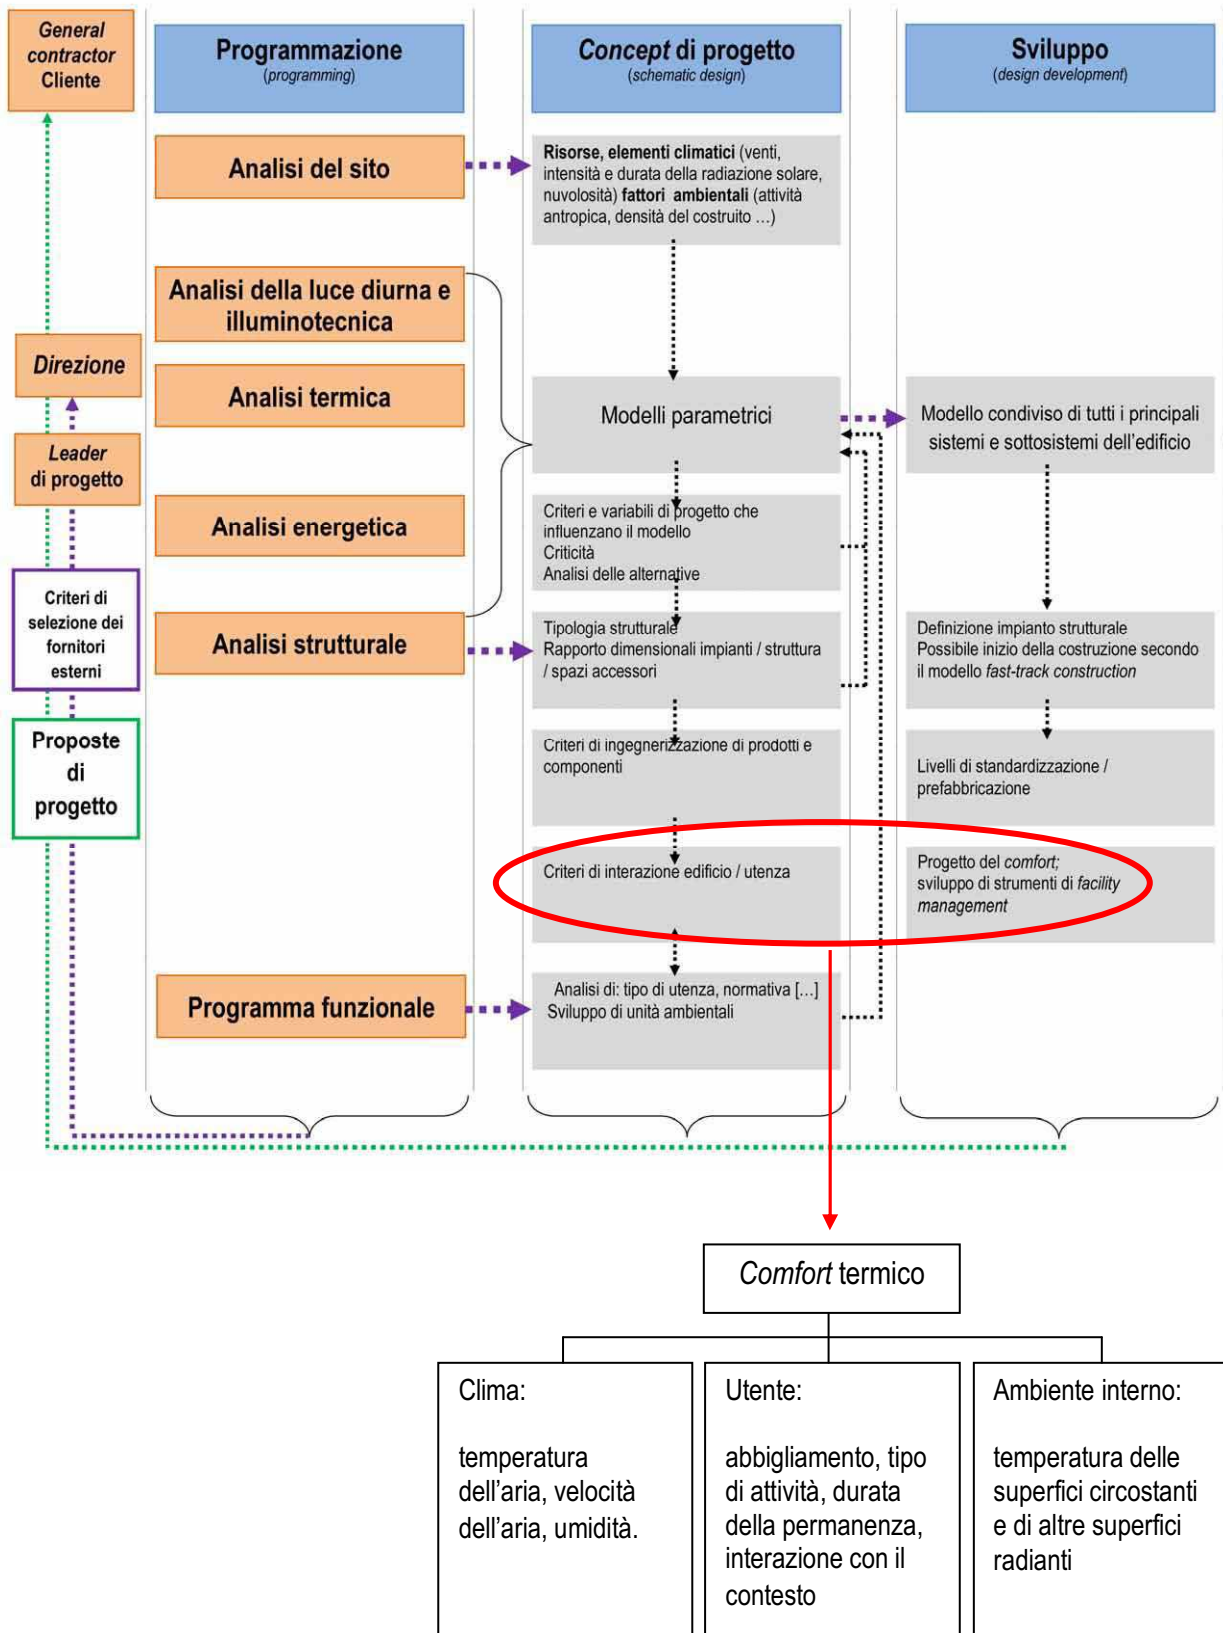 General
contractor
Cliente
Programmazione
(programming)
Concept di progetto
(schematic design)
Sviluppo
(design development)
Analisi del sito
Risorse, elementi climatici (venti,
intensità e durata della radiazione solare,
nuvolosità) fattori ambientali (attività
antropica, densità del costruito …)
Analisi della luce diurna e
illuminotecnica
Direzione
Analisi termica
Modelli parametrici
Modello condiviso di tutti i principali
sistemi e sottosistemi dell’edificio
Leader
di progetto
Analisi energetica
Criteri e variabili di progetto che
influenzano il modello
Criticità
Analisi delle alternative
Criteri di
selezione dei
fornitori
esterni
Analisi strutturale
Tipologia strutturale
Rapporto dimensionali impianti / struttura
/ spazi accessori
Definizione impianto strutturale
Possibile inizio della costruzione secondo
il modello fast-track construction
Proposte
di
progetto
Criteri di ingegnerizzazione di prodotti e
componenti
Livelli di standardizzazione /
prefabbricazione
Criteri di interazione edificio / utenza
Progetto del comfort;
sviluppo di strumenti di facility
management
Programma funzionale
Analisi di: tipo di utenza, normativa […]
Sviluppo di unità ambientali
Comfort termico
Clima:
temperatura
dell’aria, velocità
dell’aria, umidità.
Utente:
abbigliamento, tipo
di attività, durata
della permanenza,
interazione con il
contesto
Ambiente interno:
temperatura delle
superfici circostanti
e di altre superfici
radianti